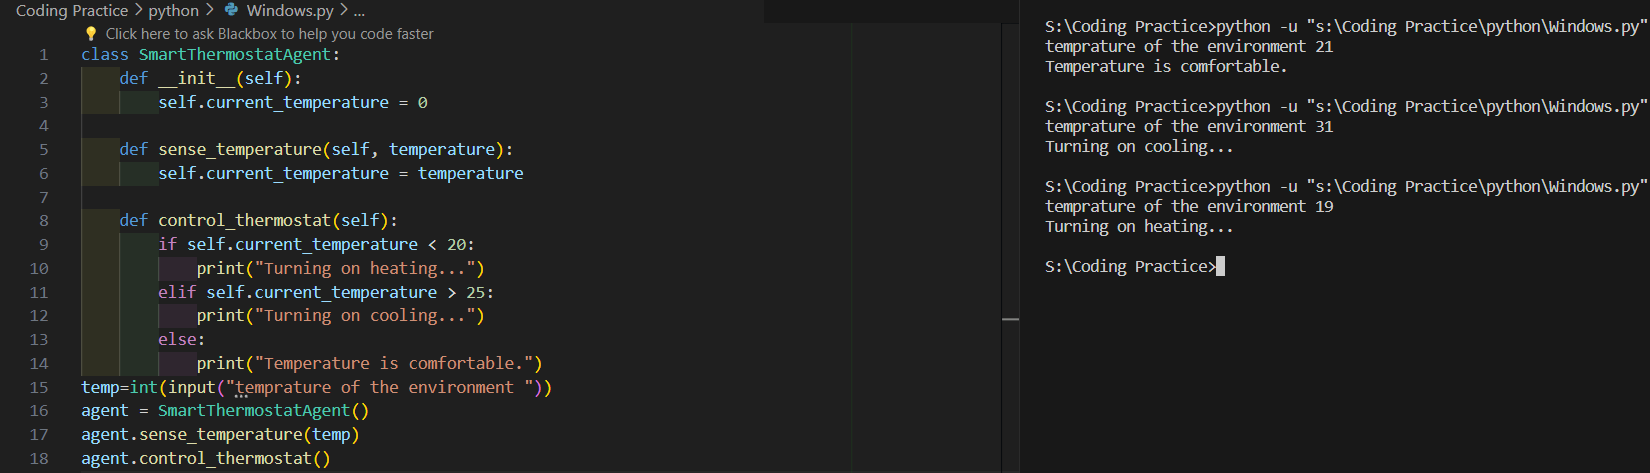 Coding Practice > python > Windows.py > ...
Click here to ask Blackbox to help you code faster
1 class SmartThermostatAgent:
2     def __init__(self):
3         self.current_temperature = 0
4
5     def sense_temperature(self, temperature):
6         self.current_temperature = temperature
7
8     def control_thermostat(self):
9         if self.current_temperature < 20:
10             print("Turning on heating...")
11         elif self.current_temperature > 25:
12             print("Turning on cooling...")
13         else:
14             print("Temperature is comfortable.")
15 temp=int(input("temprature of the environment "))
16 agent = SmartThermostatAgent()
17 agent.sense_temperature(temp)
18 agent.control_thermostat()
S:\Coding Practice>python -u "s:\Coding Practice\python\Windows.py"
temprature of the environment 21
Temperature is comfortable.
S:\Coding Practice>python -u "s:\Coding Practice\python\Windows.py"
temprature of the environment 31
Turning on cooling...
S:\Coding Practice>python -u "s:\Coding Practice\python\Windows.py"
temprature of the environment 19
Turning on heating...
S:\Coding Practice>